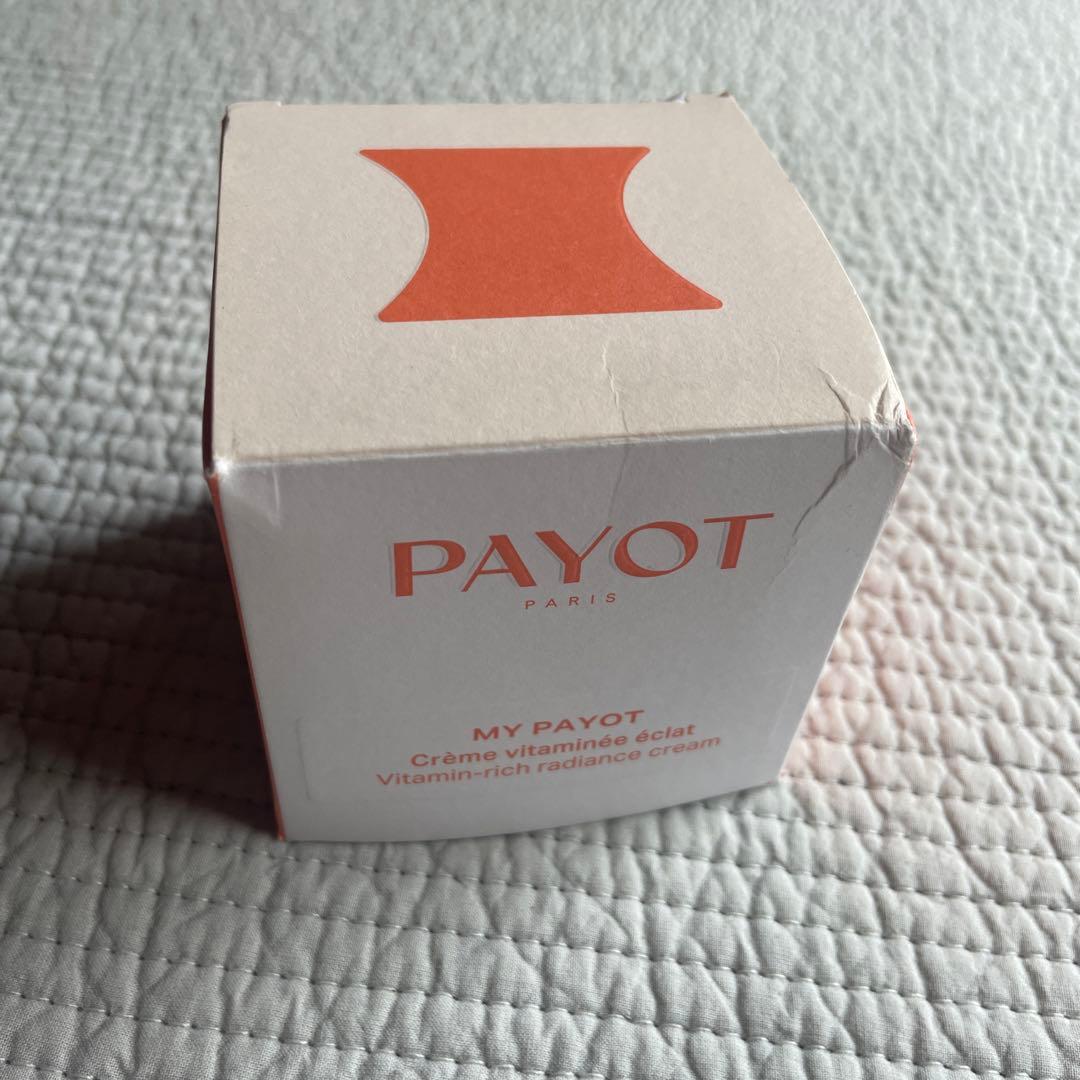 PAYOT
PARIS
MY PAYOT
Crème vitaminée éclat
Vitamin-rich radiance cream